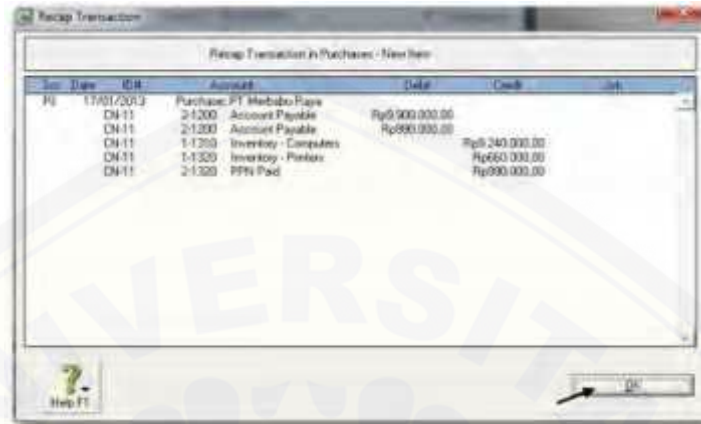 Recap Transaction
Recap Transaction in Purchases - New Item
Src Date ID# Account Debit Credit Job
PJ 17/01/2013 Purchase; PT Merbabu Raya
CN-11 2-1200 Account Payable Rp9.900.000,00
CN-11 2-1200 Account Payable Rp990.000,00
CN-11 1-1310 Inventory - Computers Rp9.240.000,00
CN-11 1-1320 Inventory - Printers Rp660.000,00
CN-11 2-1320 PPN Paid Rp990.000,00
VERSIT
Help F1
OK